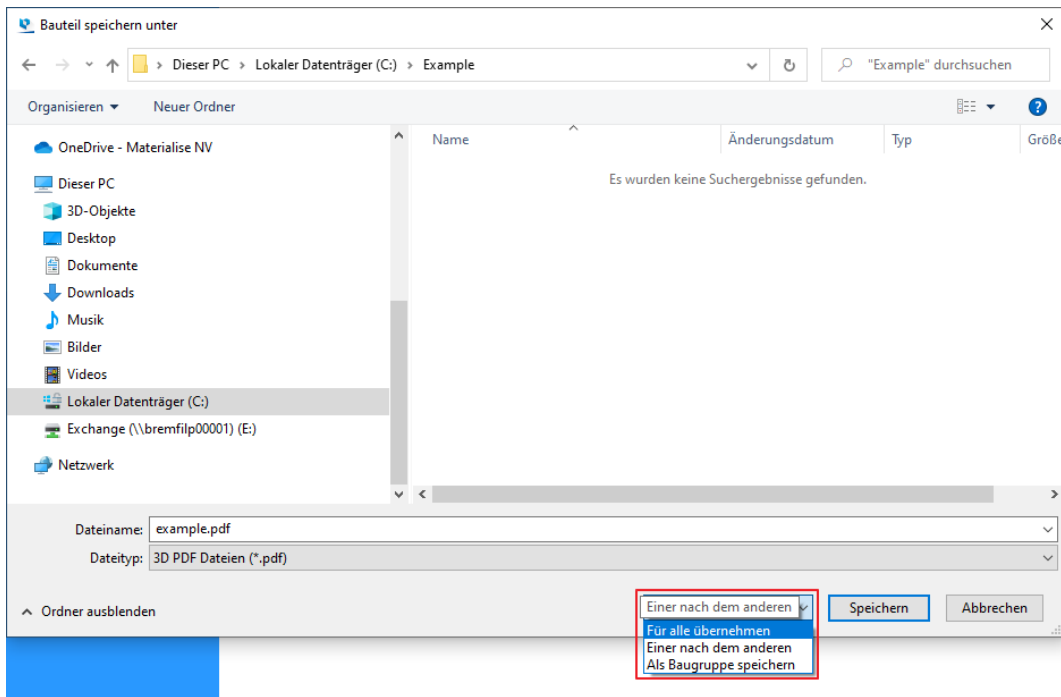 Bauteil speichern unter
Dieser PC > Lokaler Datenträger (C:) > Example
"Example" durchsuchen
Organisieren
Neuer Ordner
OneDrive - Materialise NV
Dieser PC
3D-Objekte
Desktop
Dokumente
Downloads
Musik
Bilder
Videos
Lokaler Datenträger (C:)
Exchange (\\bremfilp00001) (E:)
Netzwerk
Name Änderungsdatum Typ Größe
Es wurden keine Suchergebnisse gefunden.
Dateiname: example.pdf
Dateityp: 3D PDF Dateien (*.pdf)
Ordner ausblenden
Einer nach dem anderen
Speichern
Abbrechen
Für alle übernehmen
Einer nach dem anderen
Als Baugruppe speichern